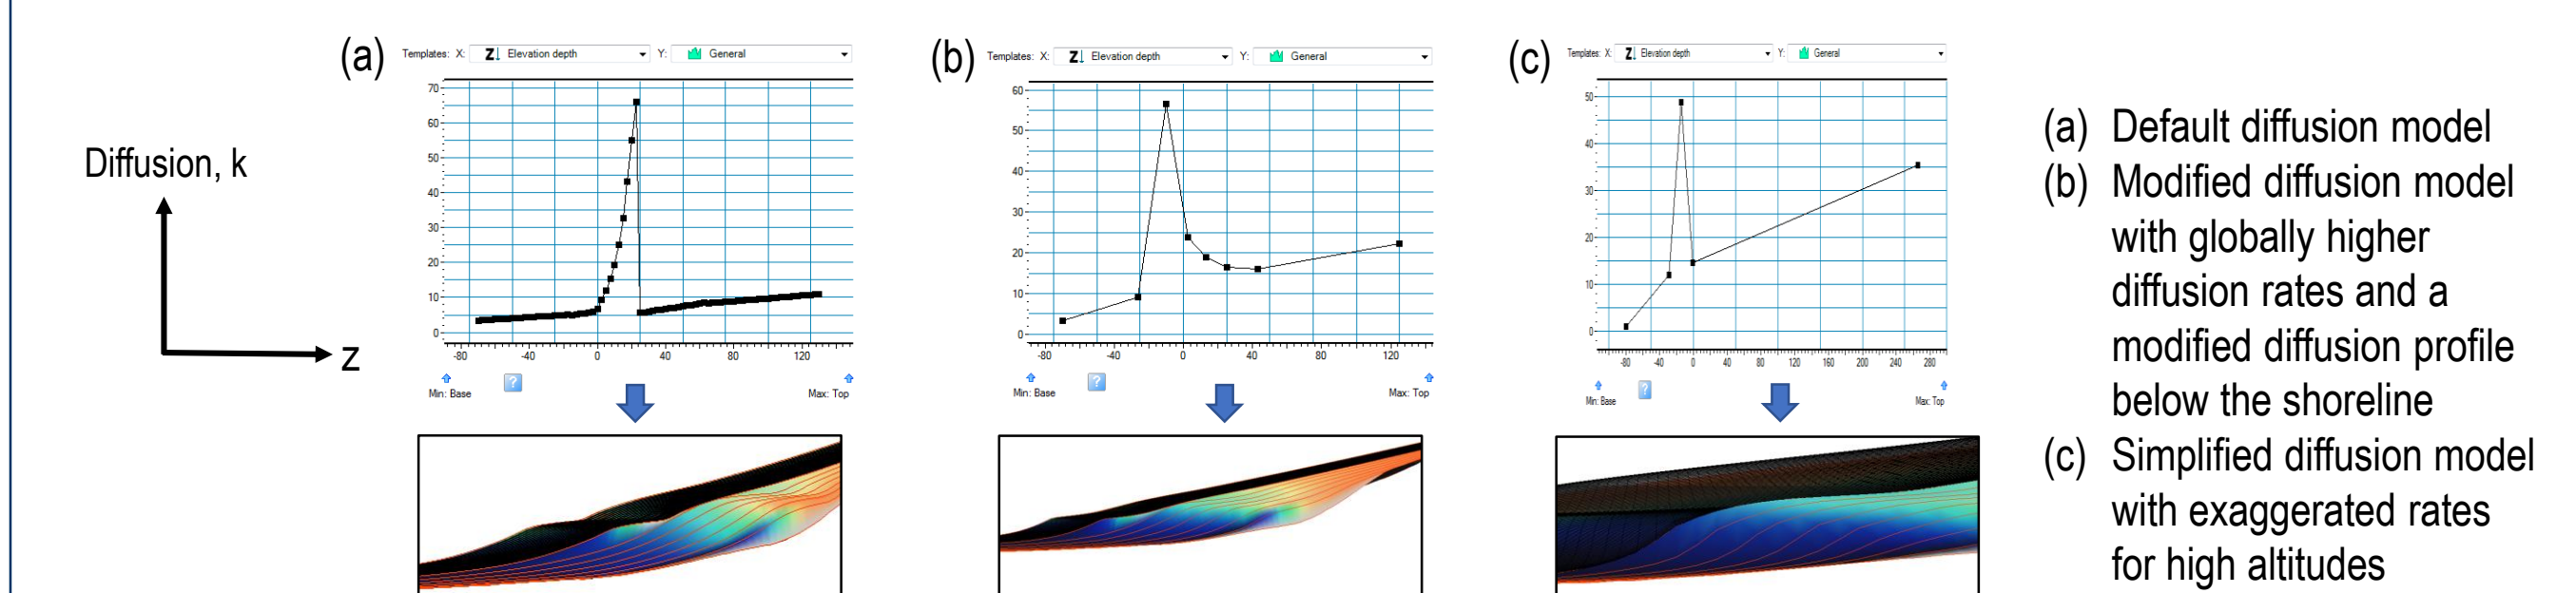 Diffusion, k
z
(a)
Templates: X: Z Elevation depth Y: General
70
60
50
40
30
20
10
0
-80 -40 0 40 80 120
? 
Min: Base Max: Top
(b)
Templates: X: Z Elevation depth Y: General
60
50
40
30
20
10
0
-80 -40 0 40 80 120
?
Min: Base Max: Top
(c)
Templates: X: Z Elevation depth Y: General
50
40
30
20
10
0
-80 -40 0 40 80 120 160 200 240 280
?
Min: Base Max: Top
(a) Default diffusion model
(b) Modified diffusion model
with globally higher
diffusion rates and a
modified diffusion profile
below the shoreline
(c) Simplified diffusion model
with exaggerated rates
for high altitudes